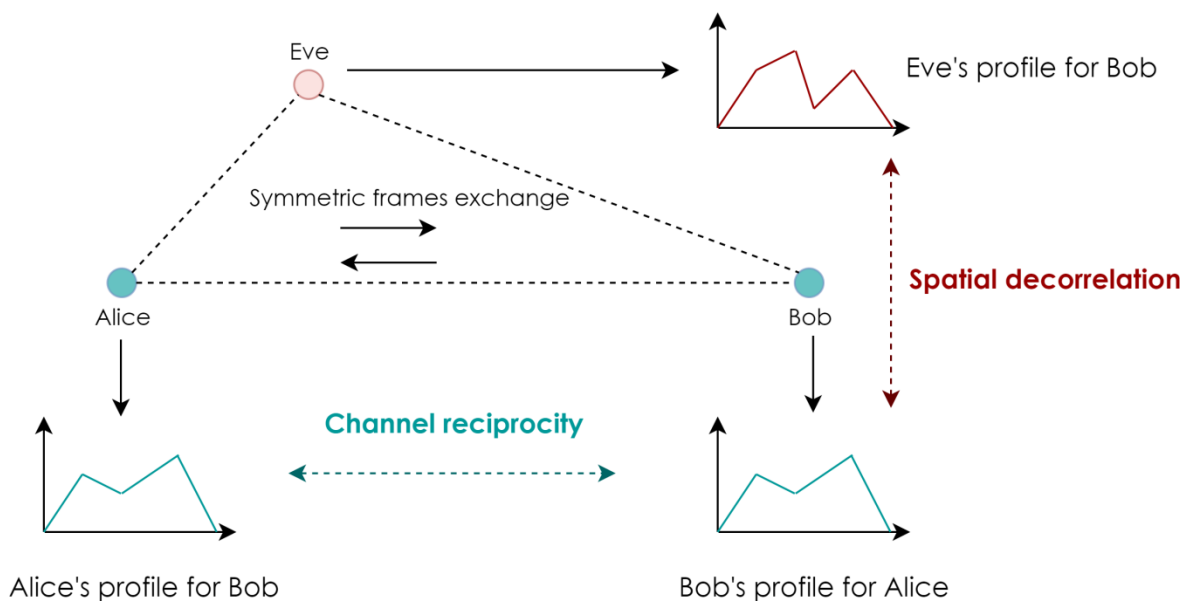 Eve
Eve's profile for Bob
Symmetric frames exchange
Spatial decorrelation
Alice
Bob
Channel reciprocity
Alice's profile for Bob
Bob's profile for Alice